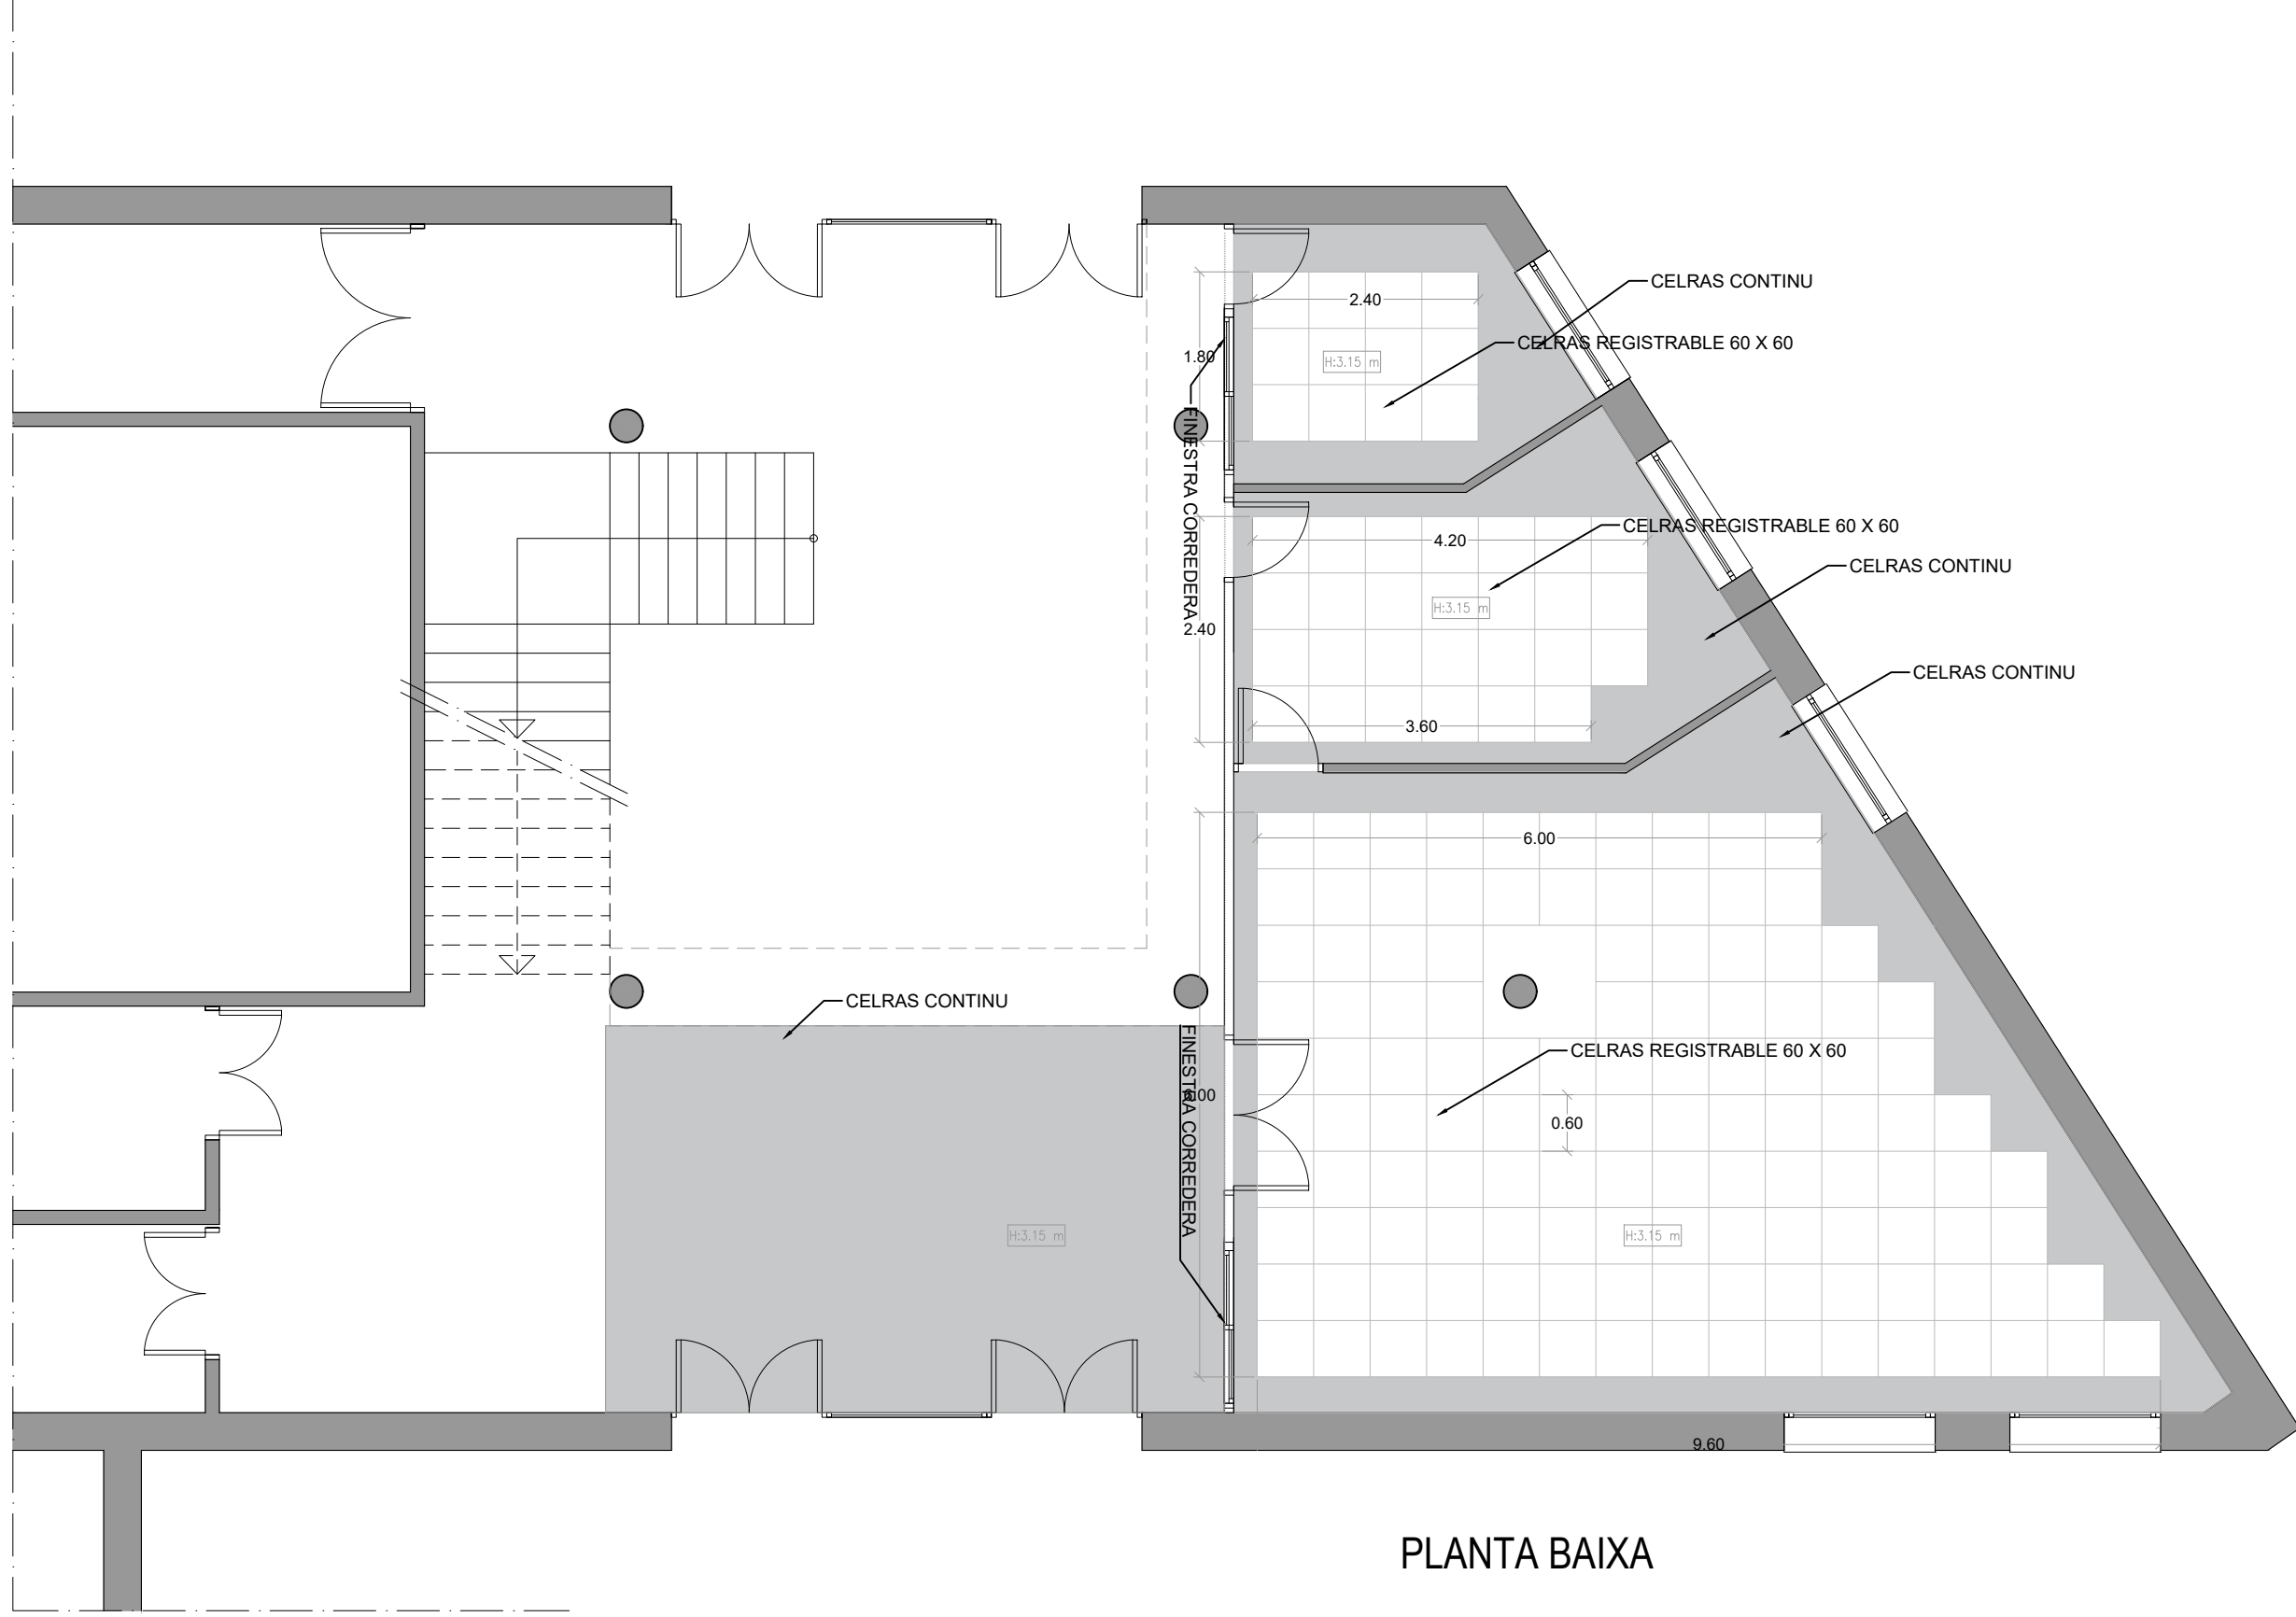 CELRAS CONTINU
2.40
CELRAS REGISTRABLE 60 X 60
1.80
H:3.15 m
FINESTRA CORREDERA
CELRAS REGISTRABLE 60 X 60
4.20
CELRAS CONTINU
H:3.15 m
2.40
CELRAS CONTINU
3.60
6.00
CELRAS CONTINU
CELRAS REGISTRABLE 60 X 60
6.00
FINESTRA CORREDERA
0.60
H:3.15 m
H:3.15 m
9.60
PLANTA BAIXA